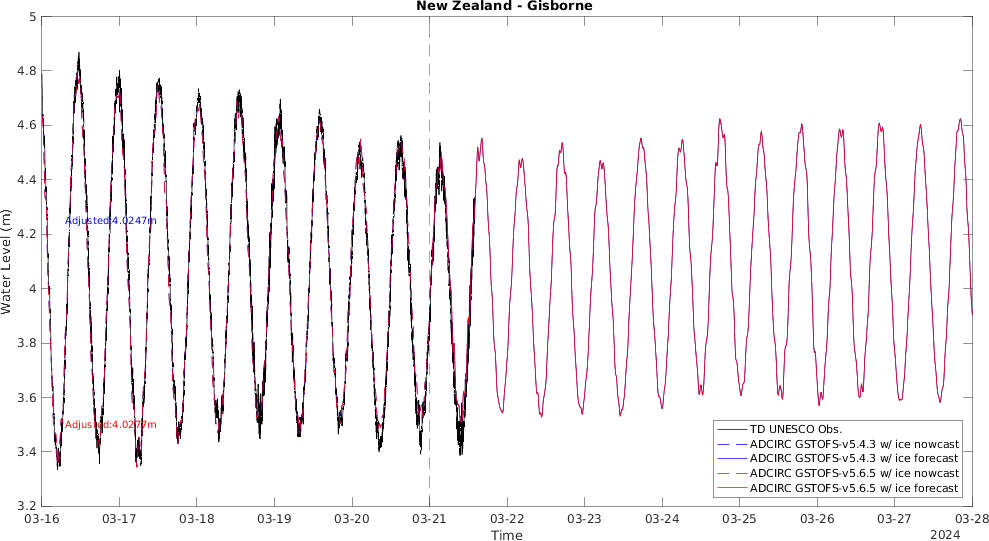 New Zealand - Gisborne
5
4.8
4.6
4.4
4.2
4
3.8
3.6
3.4
3.2
Water Level (m)
Adjusted:4.0247m
Adjusted:4.0277m
TD UNESCO Obs.
ADCIRC GSTOFS-v5.4.3 w/ ice nowcast
ADCIRC GSTOFS-v5.4.3 w/ ice forecast
ADCIRC GSTOFS-v5.6.5 w/ ice nowcast
ADCIRC GSTOFS-v5.6.5 w/ ice forecast
03-16 03-17 03-18 03-19 03-20 03-21 03-22 03-23 03-24 03-25 03-26 03-27 03-28
Time
2024